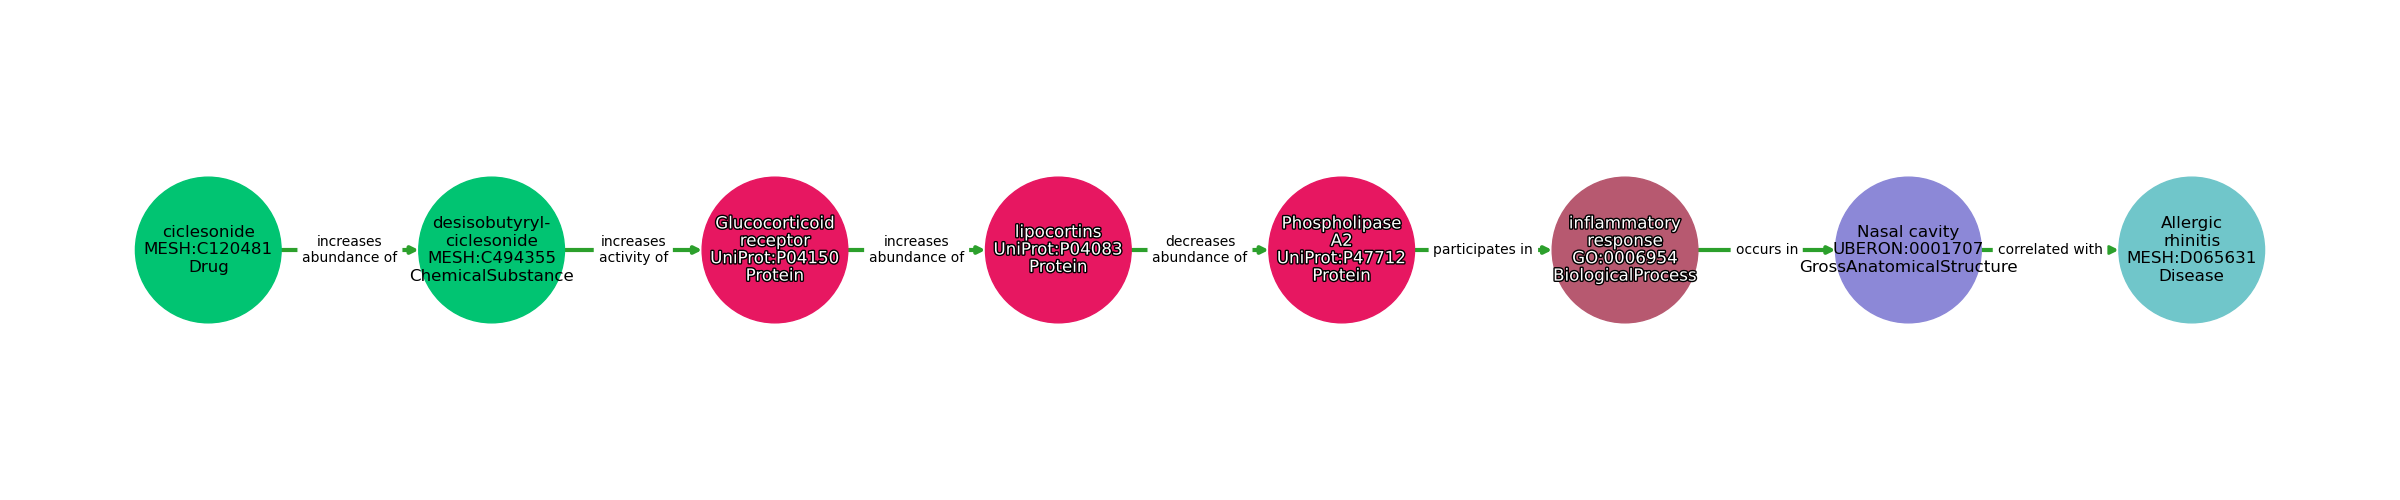 ciclesonide
MESH:C120481
Drug
increases
abundance of
desisobutyryl-
ciclesonide
MESH:C494355
ChemicalSubstance
increases
activity of
Glucocorticoid
receptor
UniProt:P04150
Protein
increases
abundance of
lipocortins
UniProt:P04083
Protein
decreases
abundance of
Phospholipase
A2
UniProt:P47712
Protein
participates in
inflammatory
response
GO:0006954
BiologicalProcess
occurs in
Nasal cavity
UBERON:0001707
GrossAnatomicalStructure
correlated with
Allergic
rhinitis
MESH:D065631
Disease